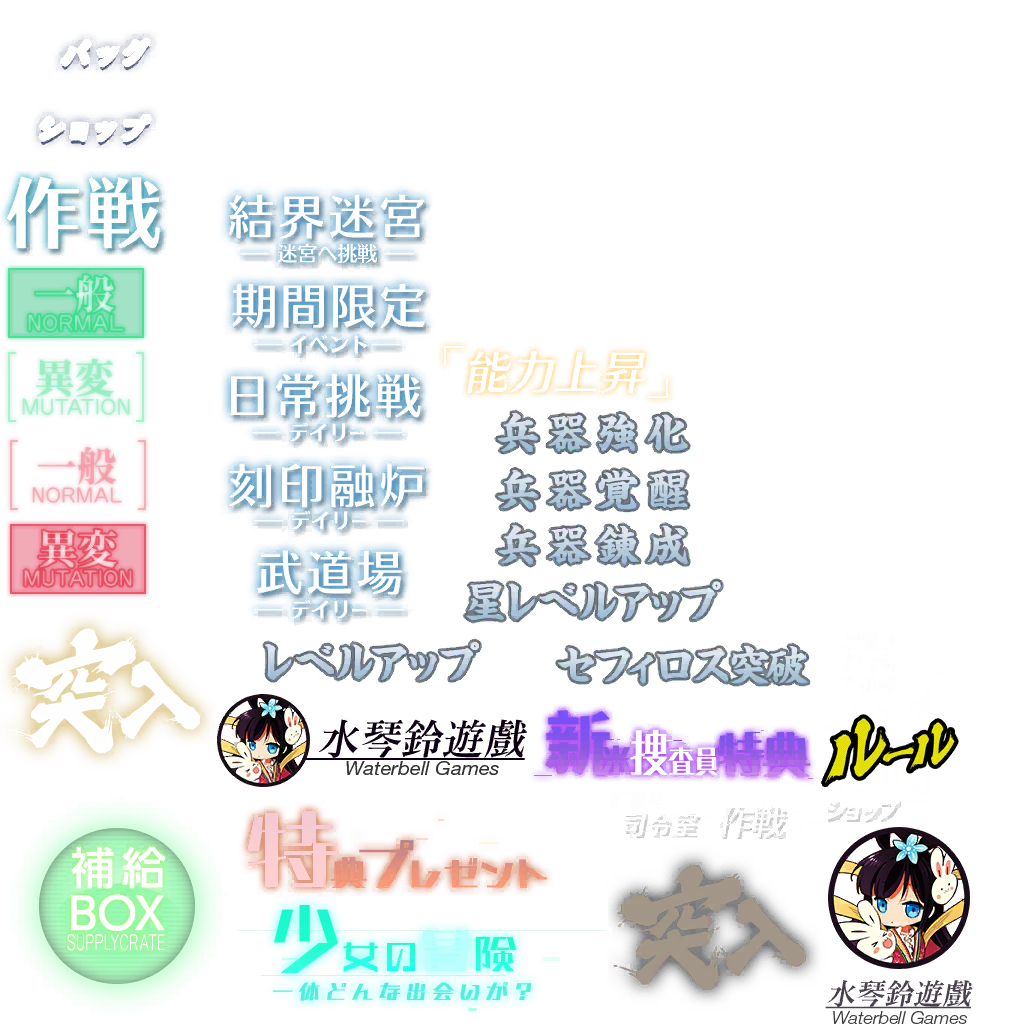 バッグ
ショップ
作戦
一般
NORMAL
異変
MUTATION
一般
NORMAL
異変
MUTATION
突入
補給
BOX
SUPPLYCRATE
結界迷宮
迷宮へ挑戦
期間限定
イベント
日常挑戦
デイリー
刻印融炉
デイリー
武道場
デイリー
「能力上昇」
兵器強化
兵器覚醒
兵器錬成
星レベルアップ
レベルアップ
セフィロス突破
水琴鈴遊戲
Waterbell Games
新米捜査員特典
ルール
特典プレゼント
少女の冒険
一体どんな出会いが？
司令室
作戦
ショップ
突入
水琴鈴遊戲
Waterbell Games